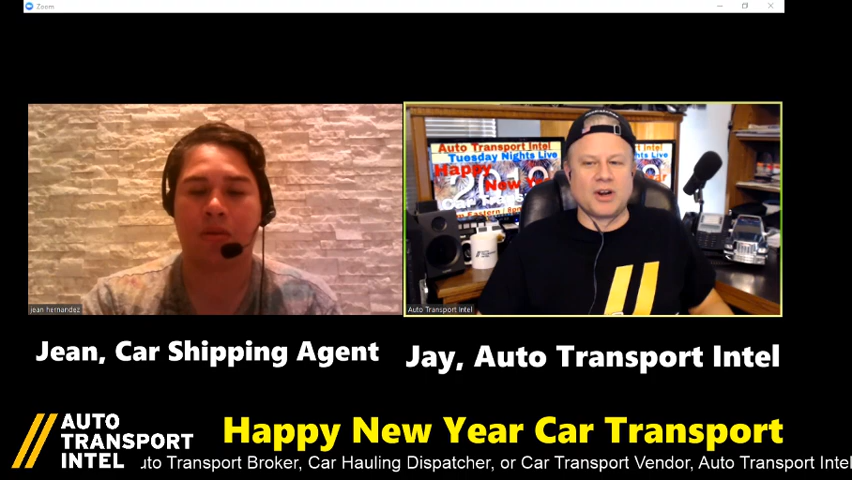 Zoom
Auto Transport Intel
Tuesday Nights Live
Happy
New
jean hernandez
Auto Transport Intel
Jean, Car Shipping Agent
Jay, Auto Transport Intel
AUTO
TRANSPORT
INTEL
Happy New Year Car Transport
uto Transport Broker, Car Hauling Dispatcher, or Car Transport Vendor, Auto Transport Intel